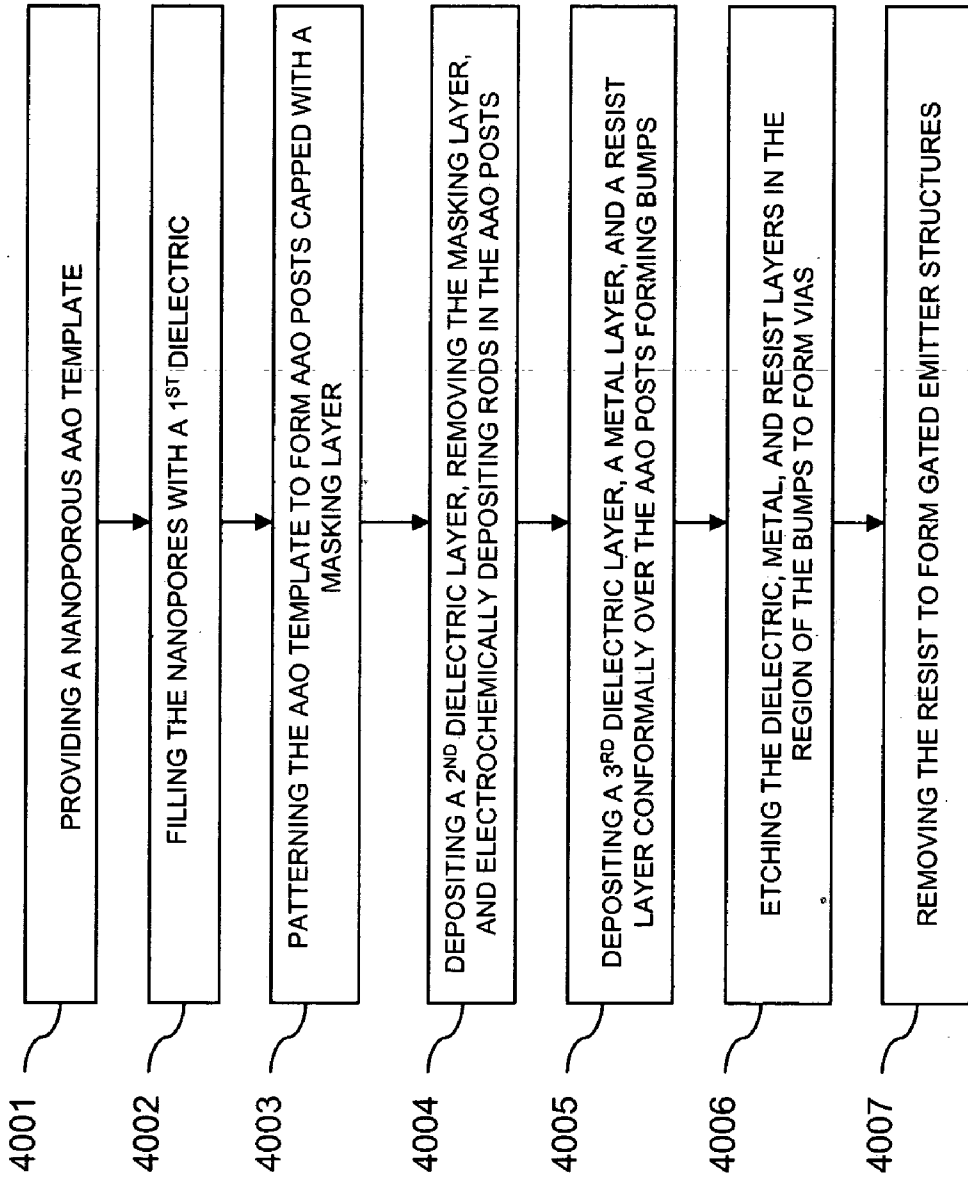 4001
PROVIDING A NANOPOROUS AAO TEMPLATE
4002
FILLING THE NANOPORES WITH A 1ST DIELECTRIC
4003
PATTERNING THE AAO TEMPLATE TO FORM AAO POSTS CAPPED WITH A
MASKING LAYER
4004
DEPOSITING A 2ND DIELECTRIC LAYER, REMOVING THE MASKING LAYER,
AND ELECTROCHEMICALLY DEPOSITING RODS IN THE AAO POSTS
4005
DEPOSITING A 3RD DIELECTRIC LAYER, A METAL LAYER, AND A RESIST
LAYER CONFORMALLY OVER THE AAO POSTS FORMING BUMPS
4006
ETCHING THE DIELECTRIC, METAL, AND RESIST LAYERS IN THE
REGION OF THE BUMPS TO FORM VIAS
4007
REMOVING THE RESIST TO FORM GATED EMITTER STRUCTURES